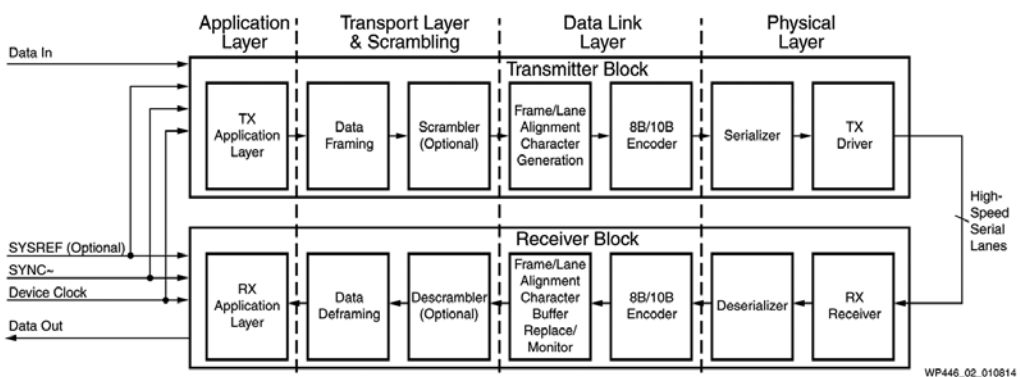 Application
Layer
Transport Layer
& Scrambling
Data Link
Layer
Physical
Layer
Data In
Transmitter Block
TX
Application
Layer
Data
Framing
Scrambler
(Optional)
Frame/Lane
Alignment
Character
Generation
8B/10B
Encoder
Serializer
TX
Driver
High-
Speed
Serial
Lanes
SYSREF (Optional)
SYNC~
Device Clock
Data Out
Receiver Block
RX
Application
Layer
Data
Deframing
Descrambler
(Optional)
Frame/Lane
Alignment
Character
Buffer
Replace/
Monitor
8B/10B
Encoder
Deserializer
RX
Receiver
WP446_02_010814